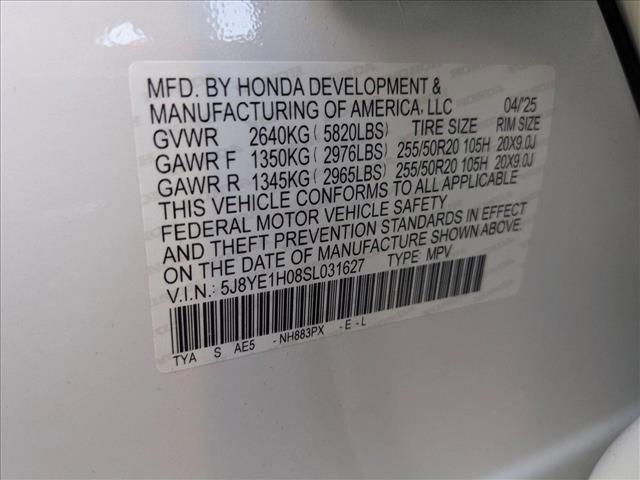 MFD. BY HONDA DEVELOPMENT &
MANUFACTURING OF AMERICA, LLC 04/'25
GVWR 2640KG ( 5820LBS) TIRE SIZE RIM SIZE
GAWR F 1350KG ( 2976LBS) 255/50R20 105H 20X9.0J
GAWR R 1345KG ( 2965LBS) 255/50R20 105H 20X9.0J
THIS VEHICLE CONFORMS TO ALL APPLICABLE
FEDERAL MOTOR VEHICLE SAFETY
AND THEFT PREVENTION STANDARDS IN EFFECT
ON THE DATE OF MANUFACTURE SHOWN ABOVE.
V.I.N.: 5J8YE1H08SL031627 TYPE: MPV
TYA S AE5 -NH883PX -E-L